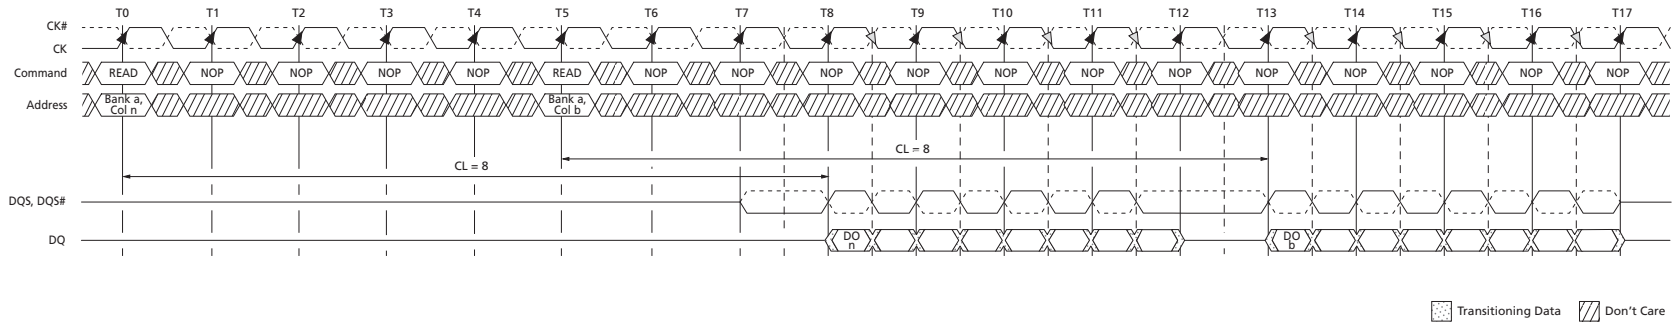 T0 T1 T2 T3 T4 T5 T6 T7 T8 T9 T10 T11 T12 T13 T14 T15 T16 T17
CK#
CK
Command READ NOP NOP NOP NOP READ NOP NOP NOP NOP NOP NOP NOP NOP NOP NOP NOP NOP
Address Bank a, Bank a,
Col n Col b
CL = 8
CL = 8
DQS, DQS#
DQ DO DO
n b
Transitioning Data Don't Care